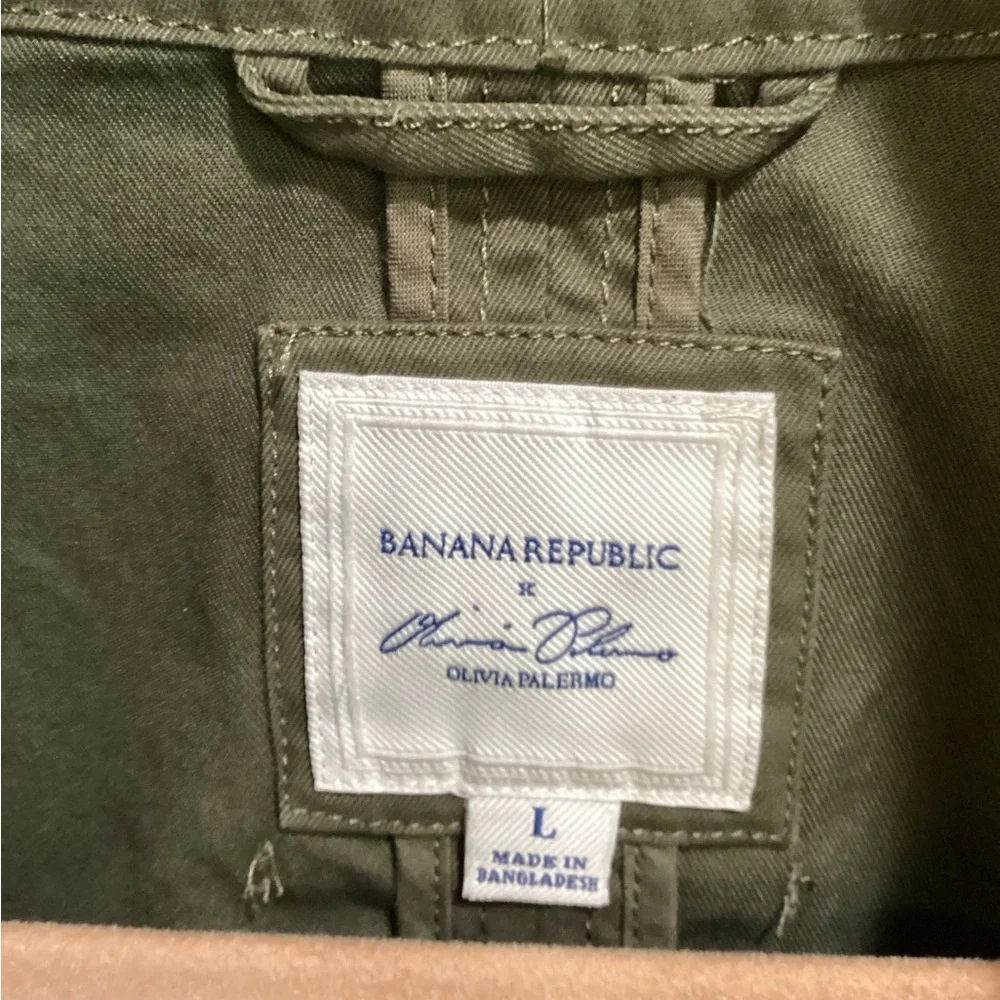 BANANA REPUBLIC
X
Olivia Palermo
OLIVIA PALERMO
L
MADE IN
BANGLADESH